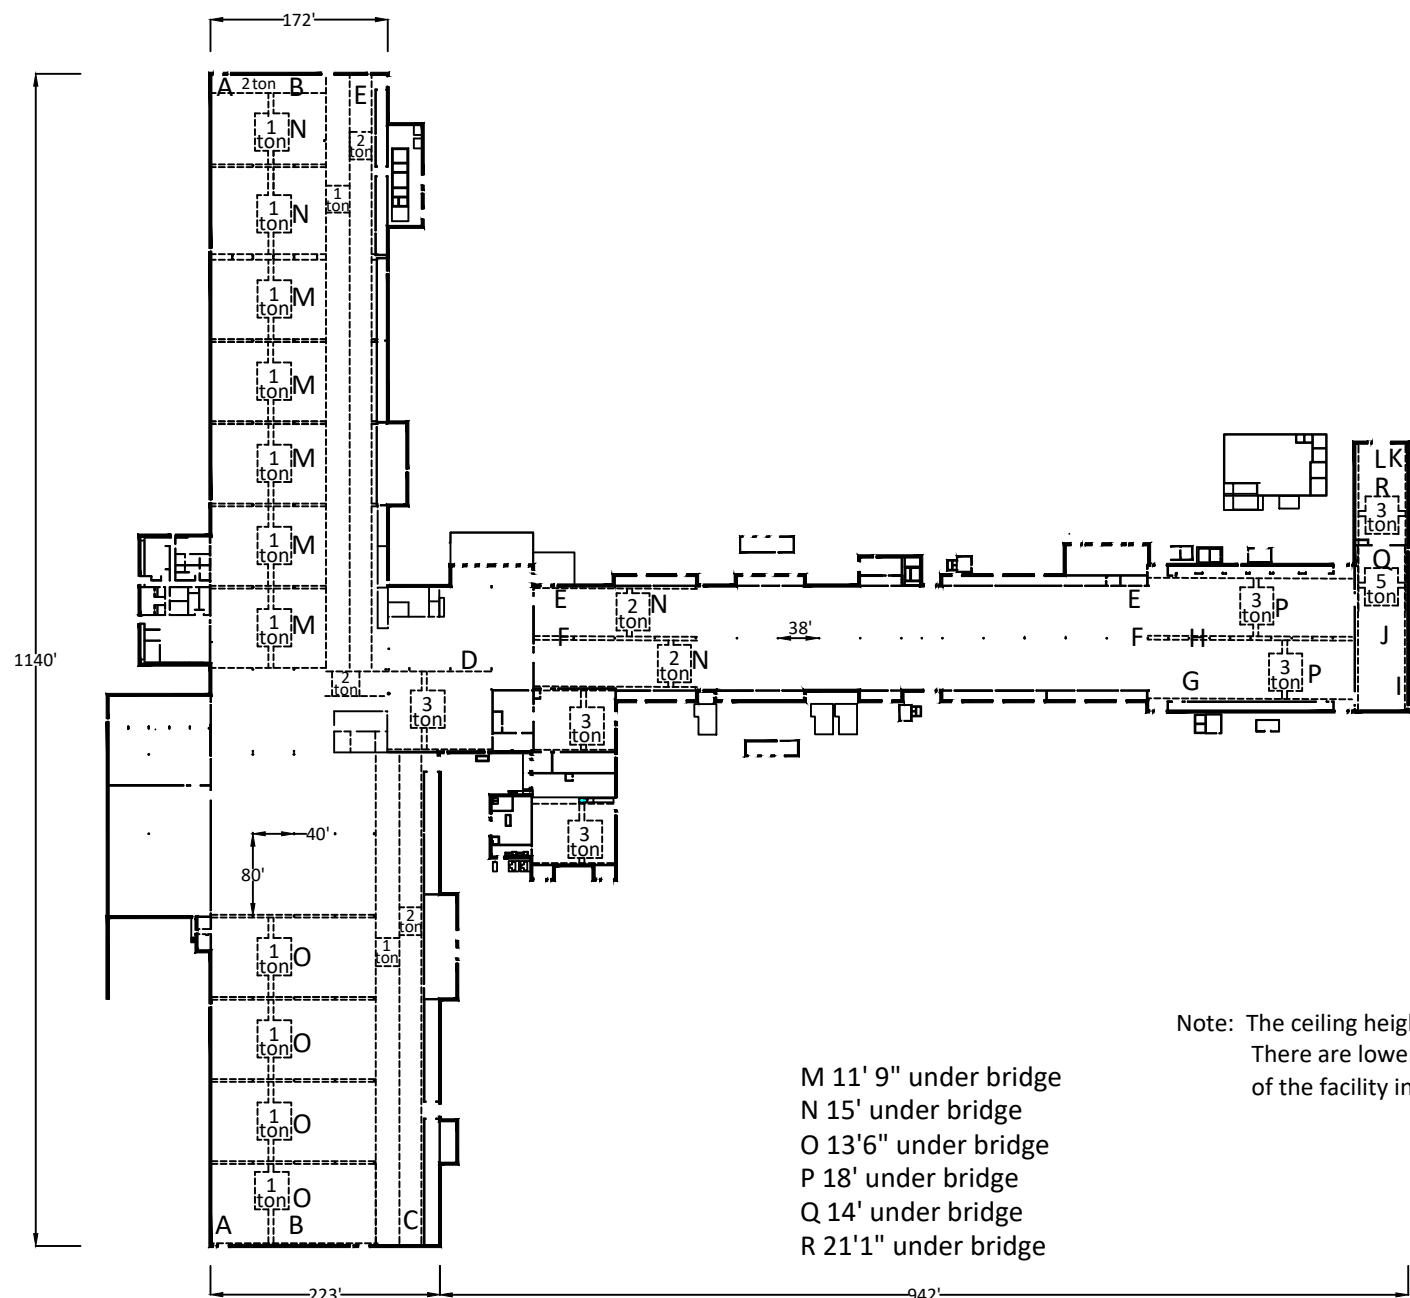 172'
A 2 ton B
E
1 ton N
2 ton
1 ton
1 ton N
1 ton M
1 ton M
1 ton M
1 ton M
1 ton M
LK
R
3 ton
Q
5 ton
J
I
E
2 ton N
F
2 ton N
38'
E
F
3 ton P
H
3 ton P
G
1140'
D
2 ton
3 ton
3 ton
3 ton
40'
80'
2 ton
1 ton
1 ton O
1 ton O
1 ton O
1 ton O
A
B
C
Note: The ceiling heig
There are lowe
of the facility in
M 11' 9" under bridge
N 15' under bridge
O 13'6" under bridge
P 18' under bridge
Q 14' under bridge
R 21'1" under bridge
223'
942'